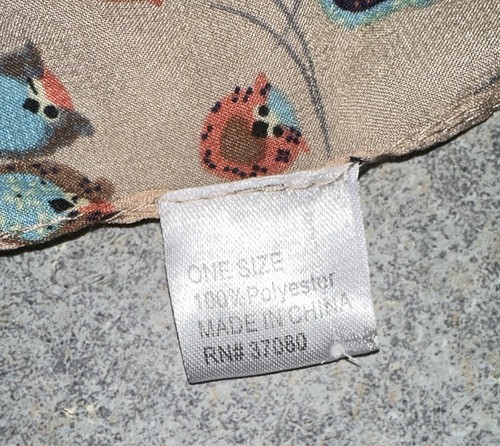 ONE SIZE
100% Polyester
MADE IN CHINA
RN# 37080